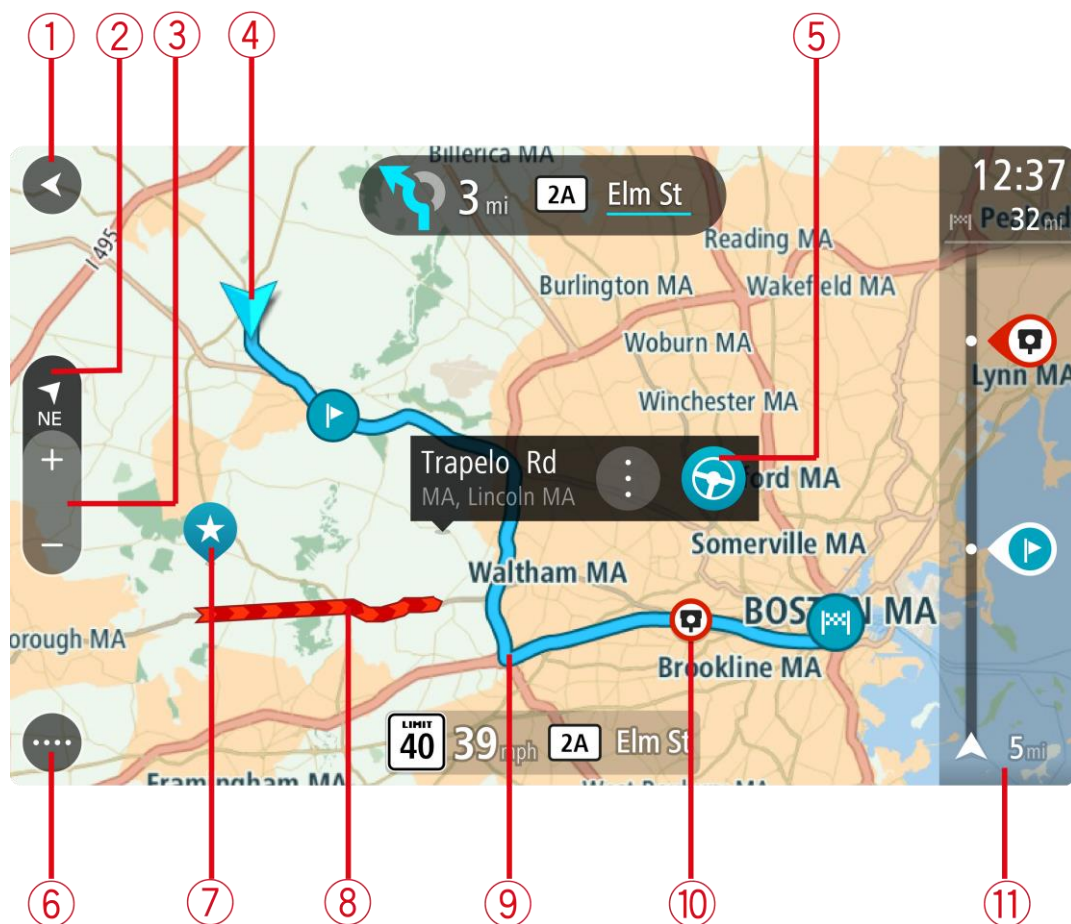 ① ② ③ ④ ⑤
Billerica MA
12:37
3 mi 2A Elm St
32 mi
I 495
Reading MA
Burlington MA Wakefield MA
Woburn MA
Lynn MA
NE
Winchester MA
+
Trapelo Rd
MA, Lincoln MA
ford MA
−
Somerville MA
Waltham MA
BOST N MA
orough MA
Brookline MA
LIMIT
40 39 mph 2A Elm St
5 mi
Framingham MA
⑥ ⑦ ⑧ ⑨ ⑩ ⑪